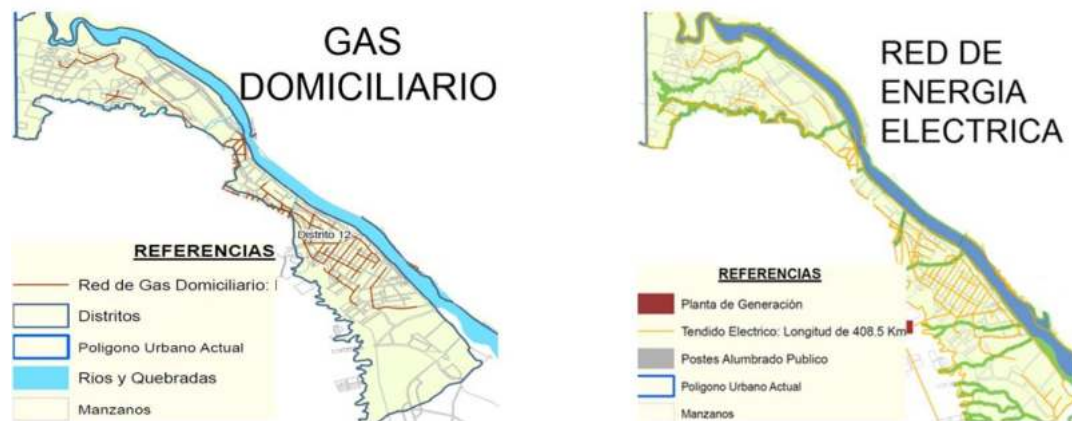 GAS
DOMICILIARIO
Distrito 12
REFERENCIAS
Red de Gas Domiciliario:
Distritos
Poligono Urbano Actual
Rios y Quebradas
Manzanos
RED DE
ENERGIA
ELECTRICA
REFERENCIAS
Planta de Generación
Tendido Electrico: Longitud de 408.5 Km
Postes Alumbrado Publico
Poligono Urbano Actual
Manzanos